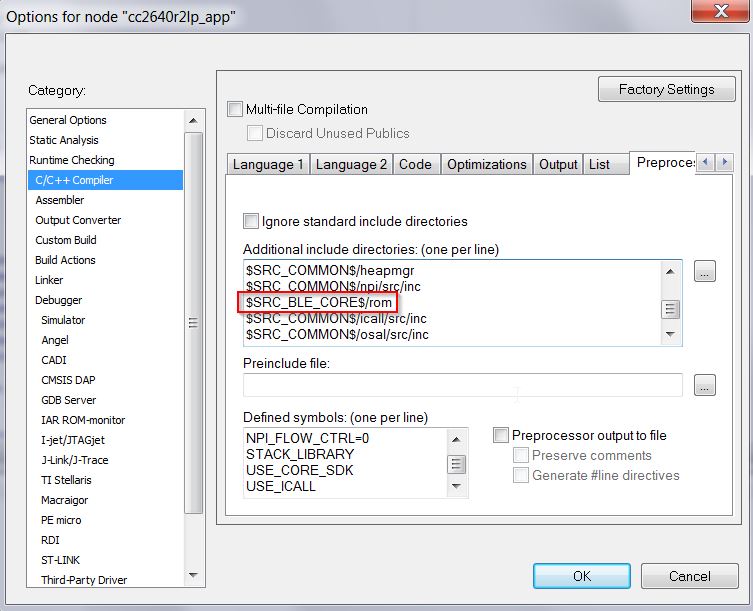 Options for node "cc2640r2lp_app"
Category:
General Options
Static Analysis
Runtime Checking
C/C++ Compiler
Assembler
Output Converter
Custom Build
Build Actions
Linker
Debugger
Simulator
Angel
CADI
CMSIS DAP
GDB Server
IAR ROM-monitor
I-jet/JTAGjet
J-Link/J-Trace
TI Stellaris
Macraigor
PE micro
RDI
ST-LINK
Third-Party Driver
Factory Settings
Multi-file Compilation
Discard Unused Publics
Language 1 Language 2 Code Optimizations Output List Preproces
Ignore standard include directories
Additional include directories: (one per line)
$SRC_COMMON$/heapmgr
$SRC_COMMON$/npi/src/inc
$SRC_BLE_CORE$/rom
$SRC_COMMON$/icall/src/inc
$SRC_COMMON$/osal/src/inc
...
Preinclude file:
...
Defined symbols: (one per line)
NPI_FLOW_CTRL=0
STACK_LIBRARY
USE_CORE_SDK
USE_ICALL
Preprocessor output to file
Preserve comments
Generate #line directives
OK Cancel